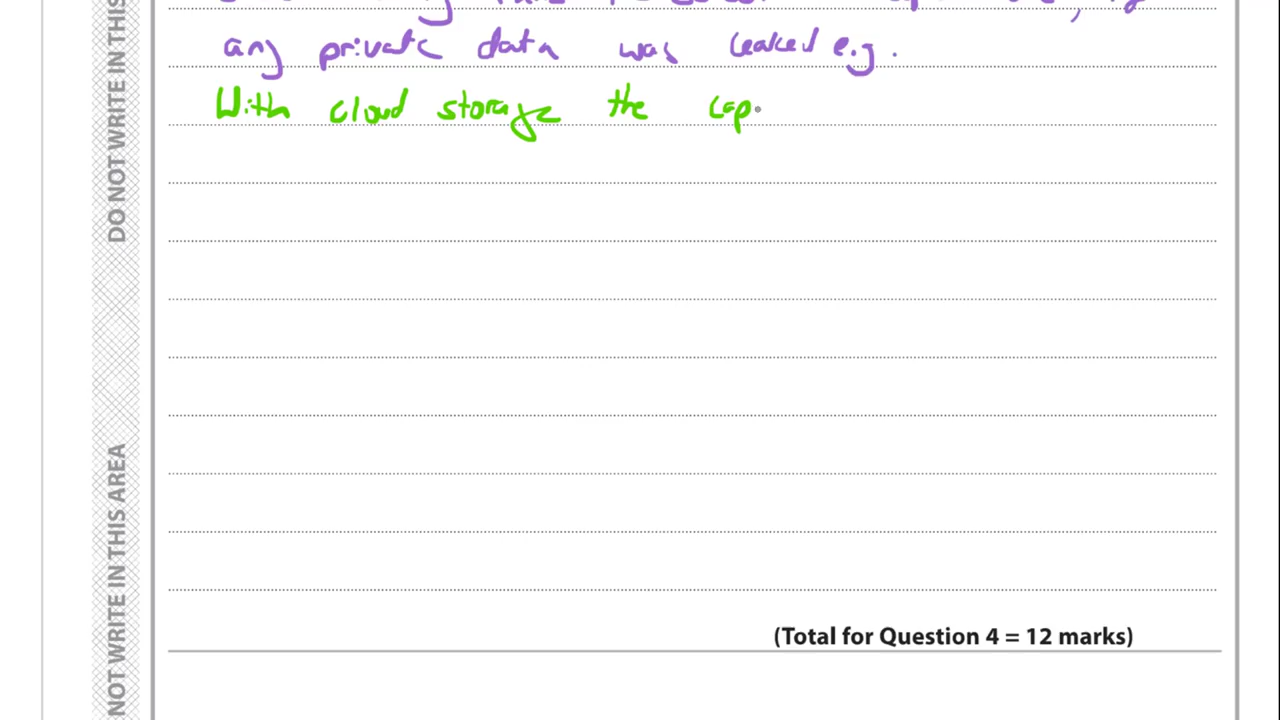 any private data was leaked e.g.
With cloud storage the cap
(Total for Question 4 = 12 marks)
DO NOT WRITE IN THIS
NOT WRITE IN THIS AREA